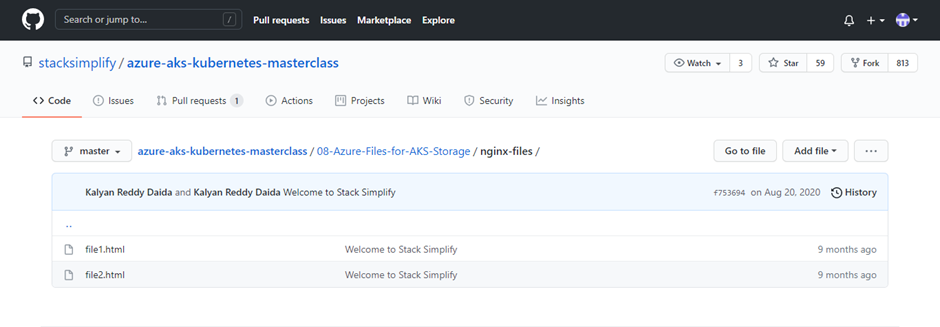 Search or jump to... /
Pull requests Issues Marketplace Explore
stacksimplify / azure-aks-kubernetes-masterclass
Watch 3 Star 59 Fork 813
Code Issues Pull requests 1 Actions Projects Wiki Security Insights
master azure-aks-kubernetes-masterclass / 08-Azure-Files-for-AKS-Storage / nginx-files / Go to file Add file ...
Kalyan Reddy Daida and Kalyan Reddy Daida Welcome to Stack Simplify f753694 on Aug 20, 2020 History
..
file1.html Welcome to Stack Simplify 9 months ago
file2.html Welcome to Stack Simplify 9 months ago